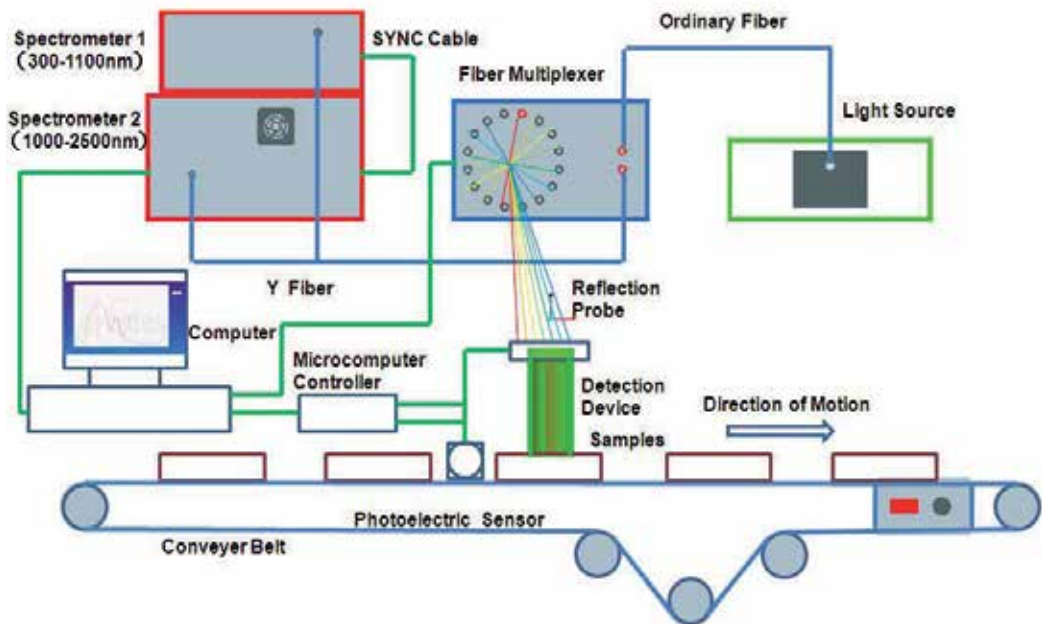 Spectrometer 1
（300-1100nm）
SYNC Cable
Ordinary Fiber
Fiber Multiplexer
Spectrometer 2
（1000-2500nm）
Light Source
Y Fiber
Reflection
Probe
Computer
Microcomputer
Controller
Detection
Device
Direction of Motion
Samples
Photoelectric Sensor
Conveyer Belt